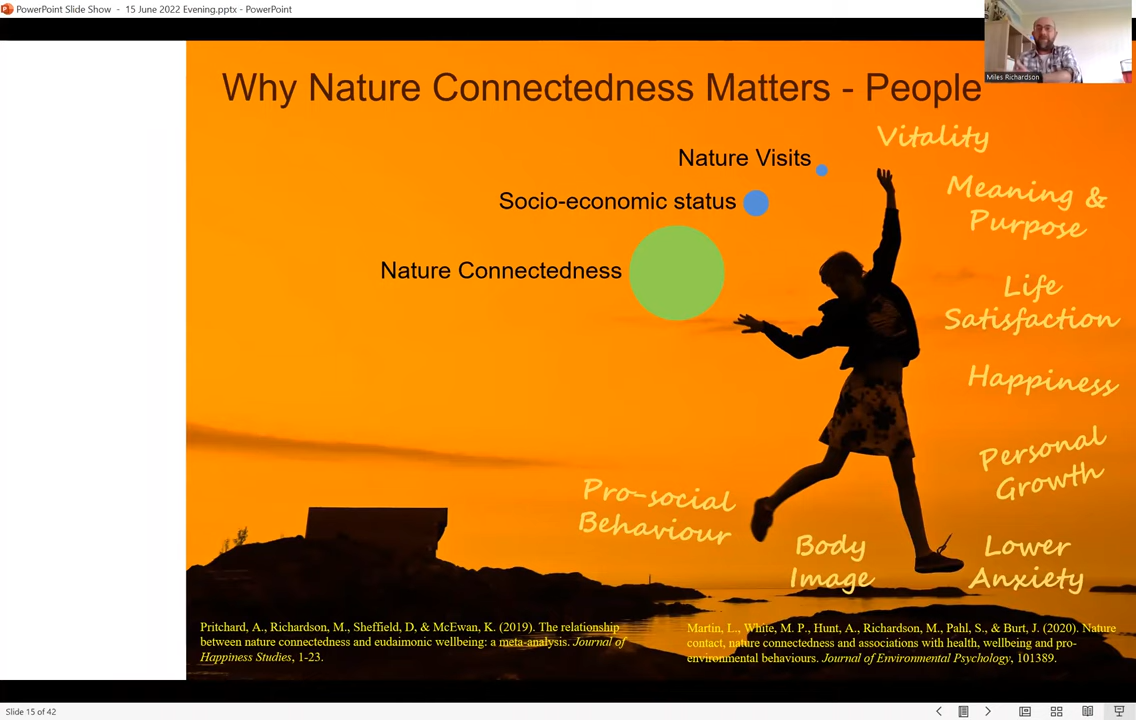 PowerPoint Slide Show - 15 June 2022 Evening.pptx - PowerPoint
Miles Richardson
Why Nature Connectedness Matters - People
Vitality
Nature Visits
Meaning &
Purpose
Socio-economic status
Nature Connectedness
Life
Satisfaction
Happiness
Personal
Growth
Pro-social
Behaviour
Body
Image
Lower
Anxiety
Pritchard, A., Richardson, M., Sheffield, D., & McEwan, K. (2019). The relationship
between nature connectedness and eudaimonic wellbeing: a meta-analysis. Journal of
Happiness Studies, 1-23.
Martin, L., White, M. P., Hunt, A., Richardson, M., Pahl, S., & Burt, J. (2020). Nature
contact, nature connectedness and associations with health, wellbeing and pro-
environmental behaviours. Journal of Environmental Psychology, 101389.
Slide 15 of 42